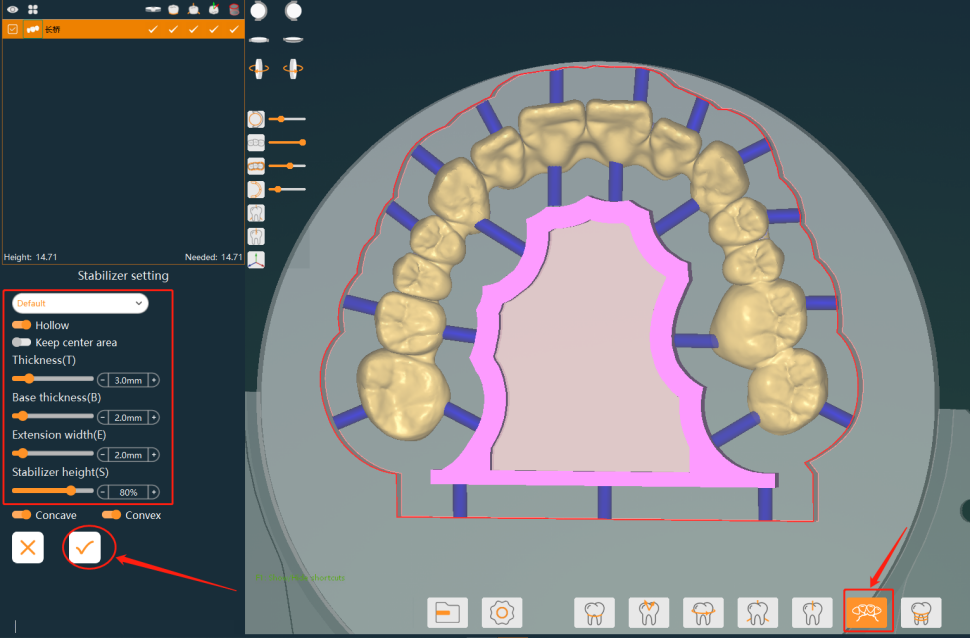 长桥
Height: 14.71 Needed: 14.71
Stabilizer setting
Default
Hollow
Keep center area
Thickness(T)
3.0mm
Base thickness(B)
2.0mm
Extension width(E)
2.0mm
Stabilizer height(S)
80%
Concave Convex
shortcuts